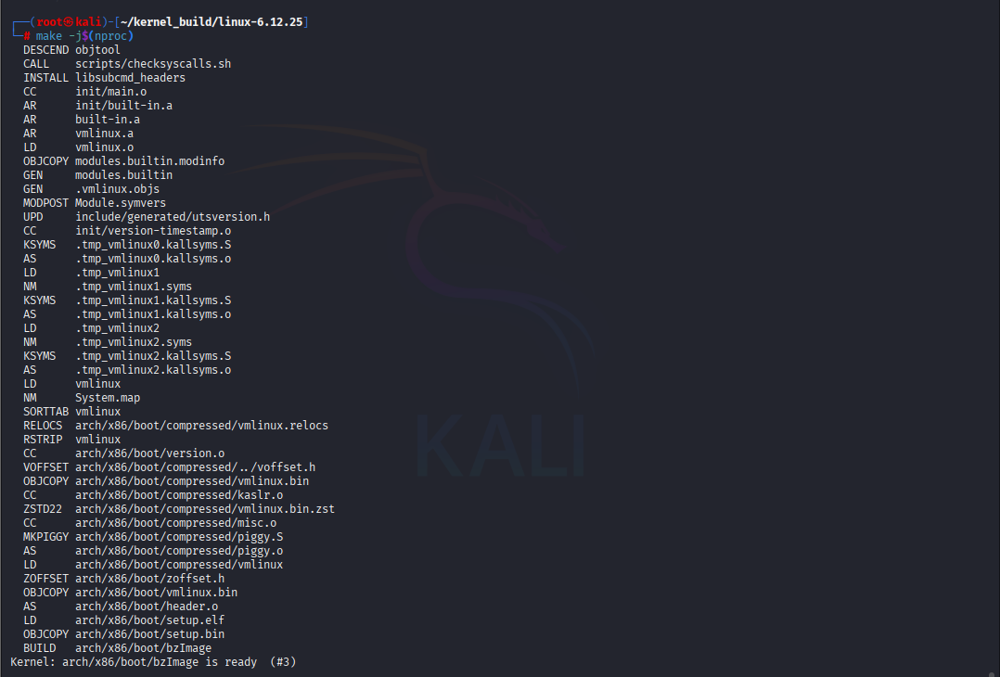 ┌──(root㉿kali)-[~/kernel_build/linux-6.12.25]
└─# make -j$(nproc)
  DESCEND objtool
  CALL    scripts/checksyscalls.sh
  INSTALL libsubcmd_headers
  CC      init/main.o
  AR      init/built-in.a
  AR      built-in.a
  AR      vmlinux.a
  LD      vmlinux.o
  OBJCOPY modules.builtin.modinfo
  GEN     modules.builtin
  GEN     .vmlinux.objs
  MODPOST Module.symvers
  UPD     include/generated/utsversion.h
  CC      init/version-timestamp.o
  KSYMS   .tmp_vmlinux0.kallsyms.S
  AS      .tmp_vmlinux0.kallsyms.o
  LD      .tmp_vmlinux1
  NM      .tmp_vmlinux1.syms
  KSYMS   .tmp_vmlinux1.kallsyms.S
  AS      .tmp_vmlinux1.kallsyms.o
  LD      .tmp_vmlinux2
  NM      .tmp_vmlinux2.syms
  KSYMS   .tmp_vmlinux2.kallsyms.S
  AS      .tmp_vmlinux2.kallsyms.o
  LD      vmlinux
  NM      System.map
  SORTTAB vmlinux
  RELOCS  arch/x86/boot/compressed/vmlinux.relocs
  RSTRIP  vmlinux
  CC      arch/x86/boot/version.o
  VOFFSET arch/x86/boot/compressed/../voffset.h
  OBJCOPY arch/x86/boot/compressed/vmlinux.bin
  CC      arch/x86/boot/compressed/kaslr.o
  ZSTD22  arch/x86/boot/compressed/vmlinux.bin.zst
  CC      arch/x86/boot/compressed/misc.o
  MKPIGGY arch/x86/boot/compressed/piggy.S
  AS      arch/x86/boot/compressed/piggy.o
  LD      arch/x86/boot/compressed/vmlinux
  ZOFFSET arch/x86/boot/zoffset.h
  OBJCOPY arch/x86/boot/vmlinux.bin
  AS      arch/x86/boot/header.o
  LD      arch/x86/boot/setup.elf
  OBJCOPY arch/x86/boot/setup.bin
  BUILD   arch/x86/boot/bzImage
Kernel: arch/x86/boot/bzImage is ready  (#3)
KALI